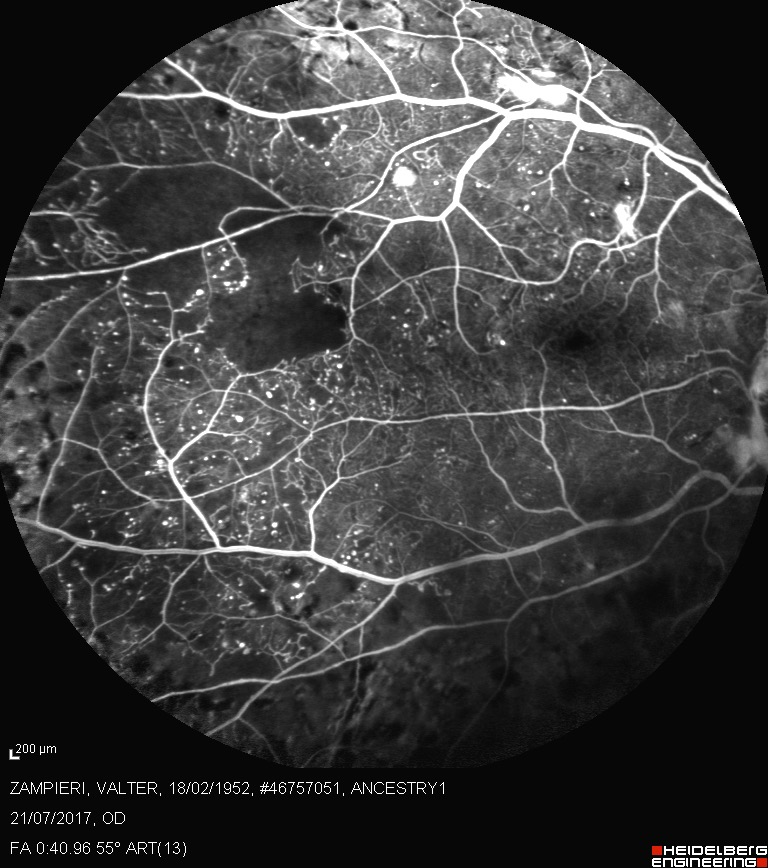 200 µm
ZAMPIERI, VALTER, 18/02/1952, #46757051, ANCESTRY1
21/07/2017, OD
FA 0:40.96 55° ART(13)
HEIDELBERG
ENGINEERING